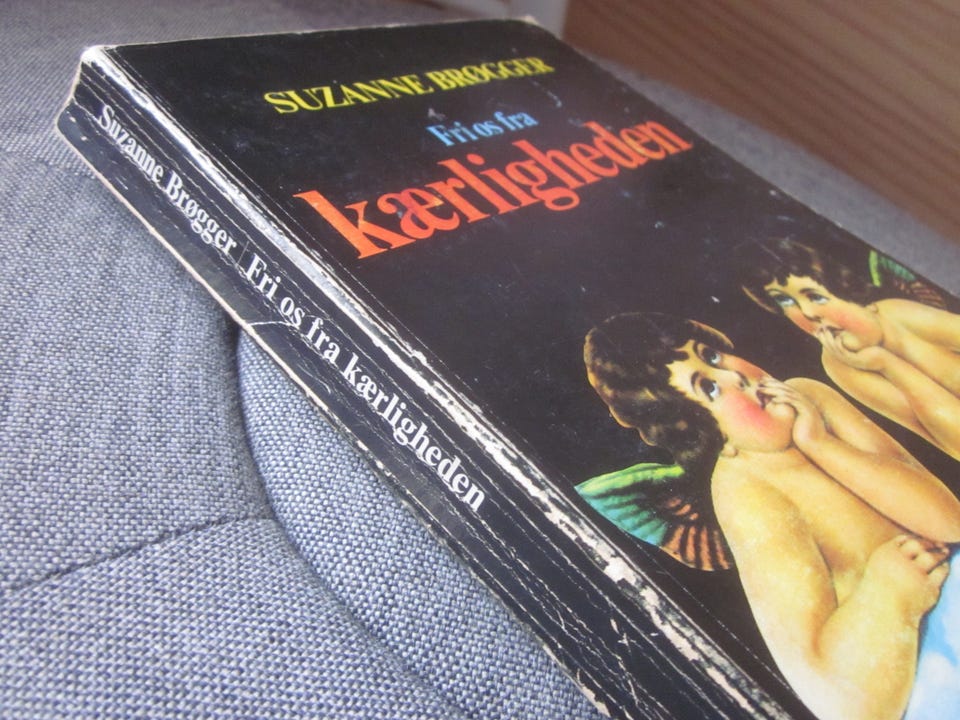 SUZANNE BRØGGER
Fri os fra
kærligheden
Suzanne Brøgger | Fri os fra kærligheden